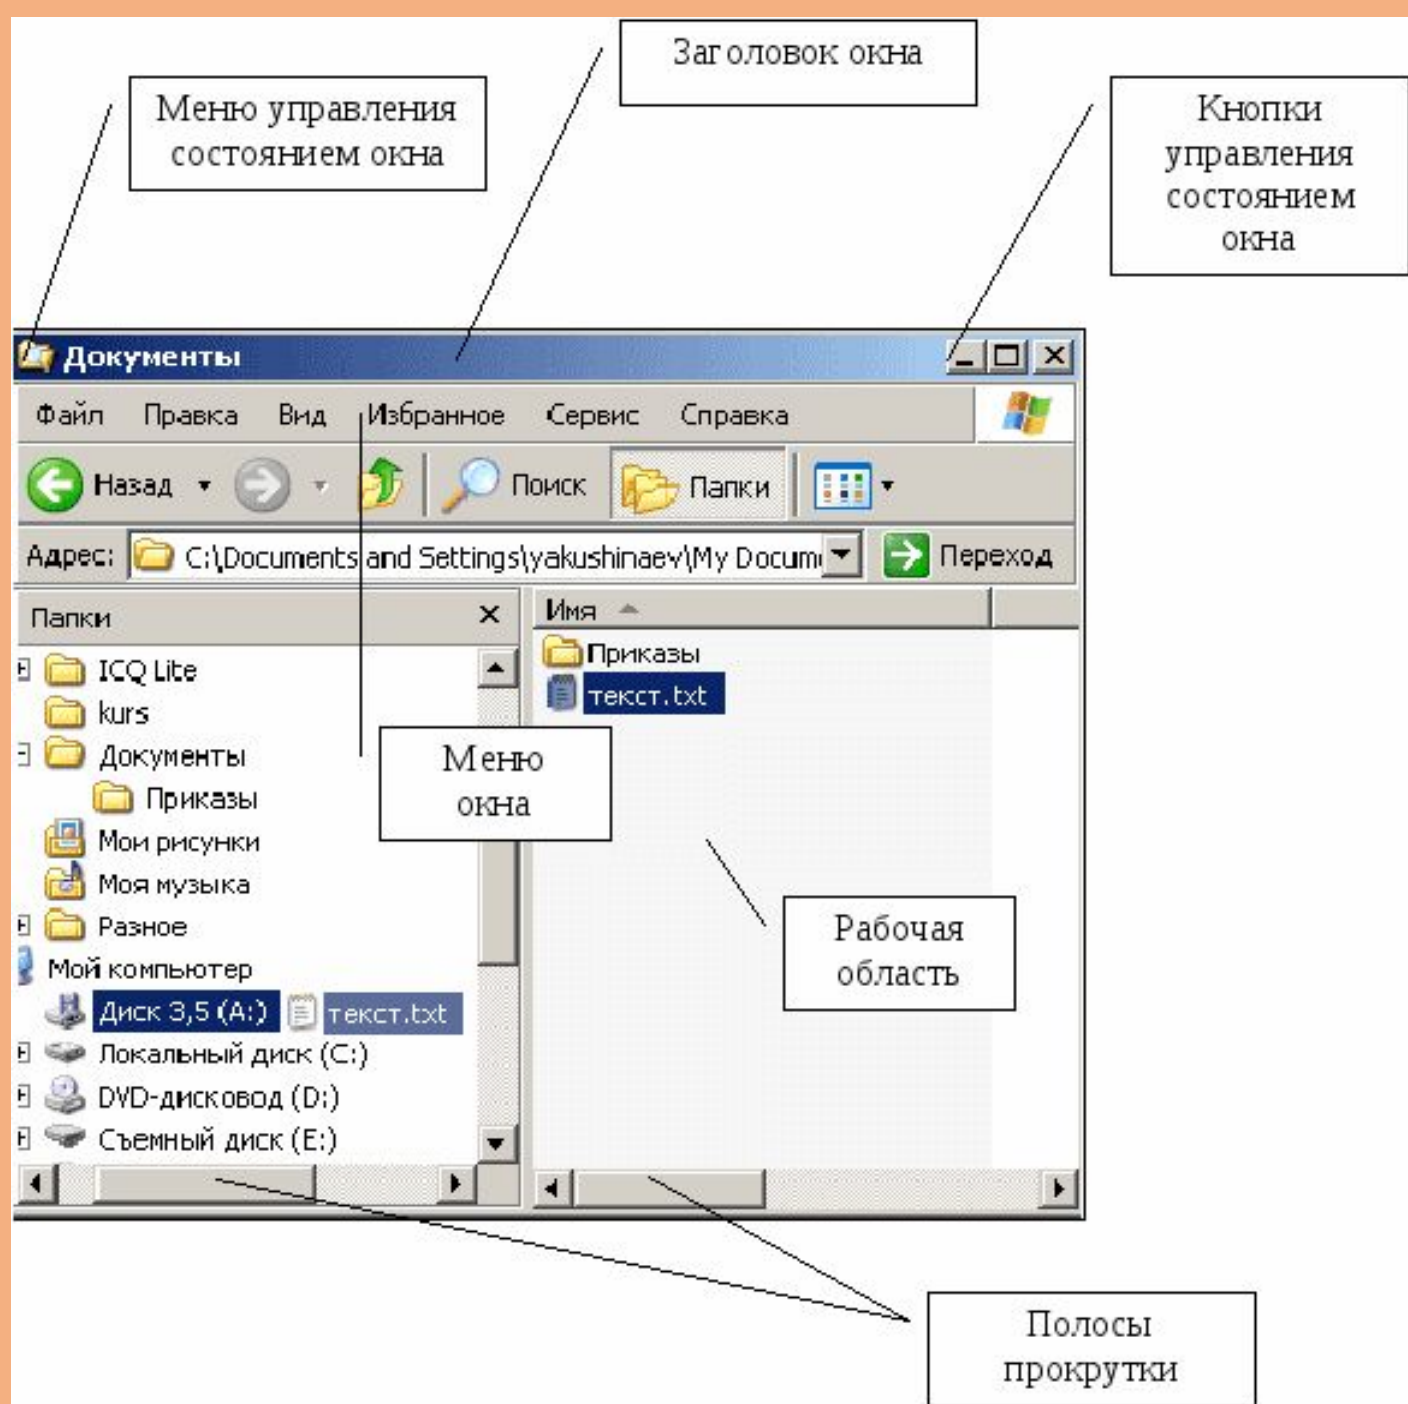 Заголовок окна
Меню управления
состоянием окна
Кнопки
управления
состоянием
окна
Документы
Файл Правка Вид Избранное Сервис Справка
Назад Поиск Папки
Адрес: C:\Documents and Settings\yakushinaev\My Docum Переход
Папки
Имя
ICQ Lite
kurs
Документы
Приказы
Мои рисунки
Моя музыка
Разное
Мой компьютер
Диск 3,5 (A:) текст.txt
Локальный диск (C:)
DVD-дисковод (D:)
Съемный диск (E:)
Приказы
текст.txt
Меню
окна
Рабочая
область
Полосы
прокрутки